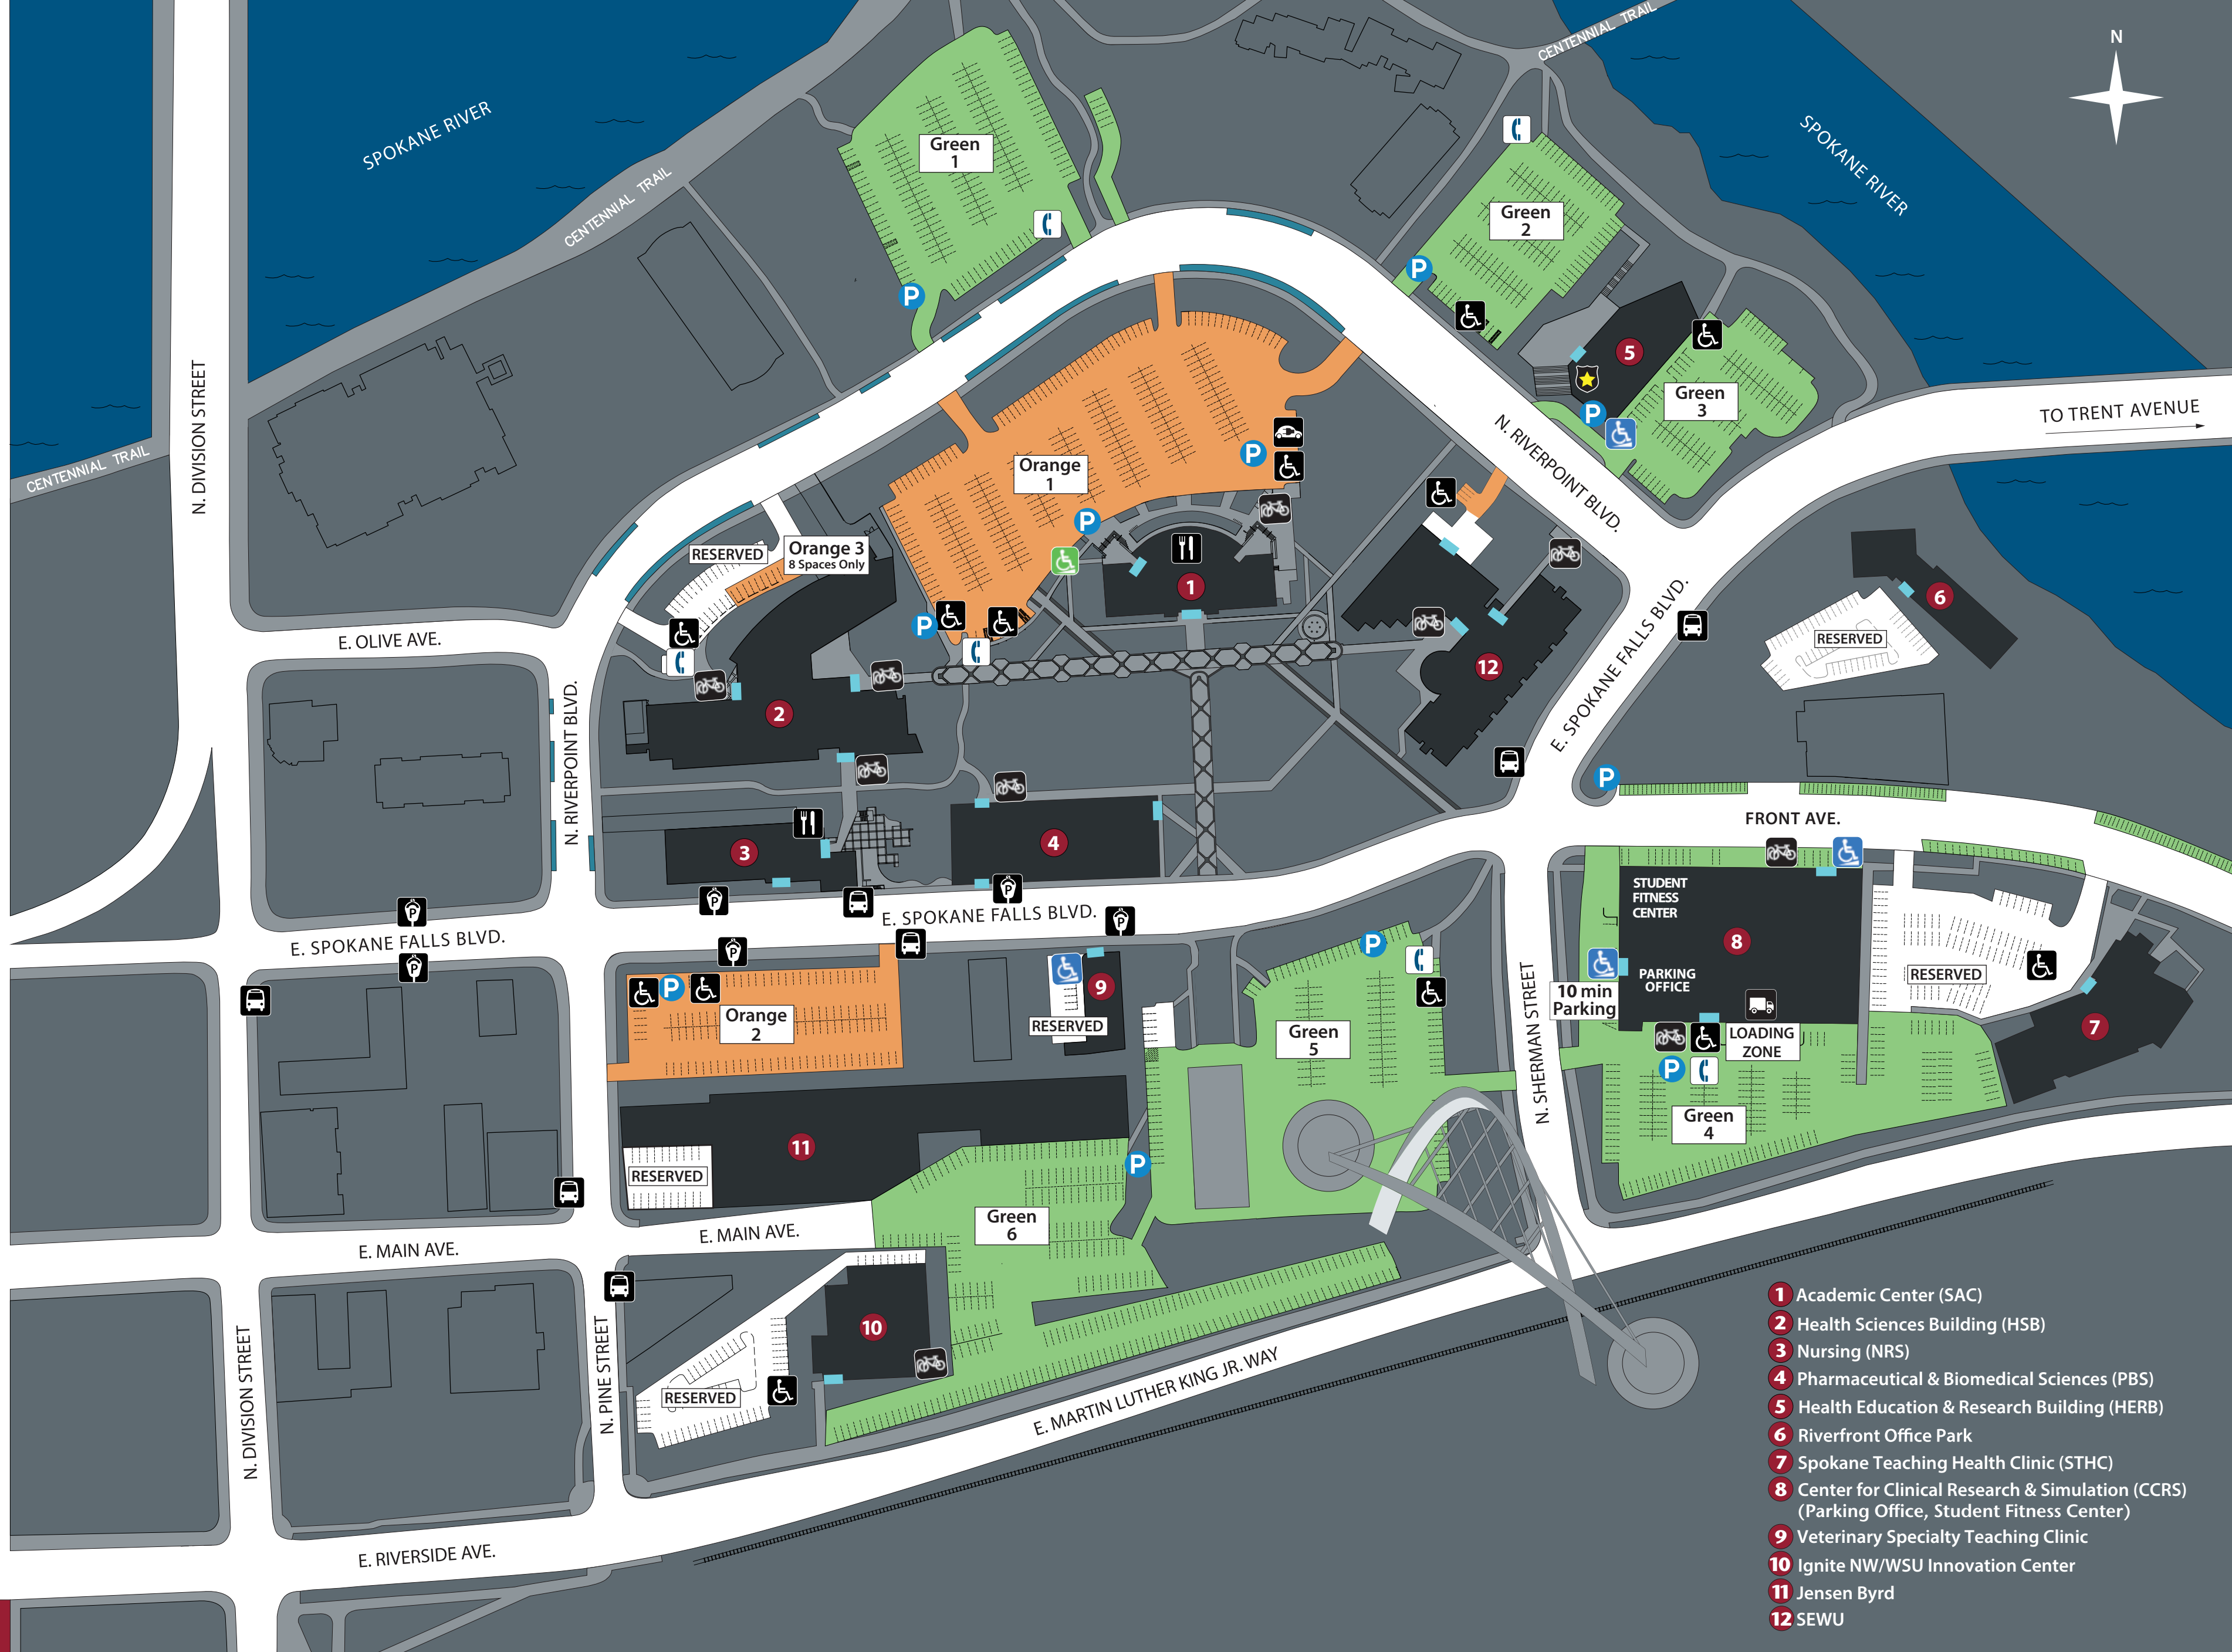 CENTENNIAL TRAIL
N
SPOKANE RIVER
SPOKANE RIVER
CENTENNIAL TRAIL
Green
1
Green
2
N. DIVISION STREET
Green
3
P
P
P
P
TO TRENT AVENUE
CENTENNIAL TRAIL
Orange
1
N. RIVERPOINT BLVD.
5
RESERVED
Orange 3
8 Spaces Only
P
P
1
6
RESERVED
E. OLIVE AVE.
12
2
N. RIVERPOINT BLVD.
E. SPOKANE FALLS BLVD.
P
FRONT AVE.
3
4
STUDENT
FITNESS
CENTER
8
PARKING
OFFICE
RESERVED
10 min
Parking
LOADING
ZONE
7
P
P
P
P
P
E. SPOKANE FALLS BLVD.
E. SPOKANE FALLS BLVD.
P
P
Orange
2
9
RESERVED
P
Green
5
N. SHERMAN STREET
P
Green
4
11
RESERVED
P
Green
6
E. MAIN AVE.
E. MAIN AVE.
10
RESERVED
N. DIVISION STREET
N. PINE STREET
E. MARTIN LUTHER KING JR. WAY
E. RIVERSIDE AVE.
1 Academic Center (SAC)
2 Health Sciences Building (HSB)
3 Nursing (NRS)
4 Pharmaceutical & Biomedical Sciences (PBS)
5 Health Education & Research Building (HERB)
6 Riverfront Office Park
7 Spokane Teaching Health Clinic (STHC)
8 Center for Clinical Research & Simulation (CCRS)
(Parking Office, Student Fitness Center)
9 Veterinary Specialty Teaching Clinic
10 Ignite NW/WSU Innovation Center
11 Jensen Byrd
12 SEWU